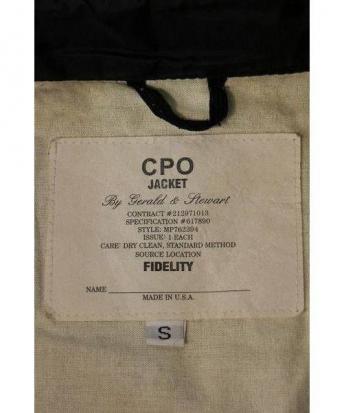 CPO
JACKET
By Gerald & Stewart
CONTRACT #212971013
SPECIFICATION #617890
STYLE: MP762394
ISSUE: 1 EACH
CARE: DRY CLEAN, STANDARD METHOD
SOURCE LOCATION
FIDELITY
NAME
MADE IN U.S.A.
S